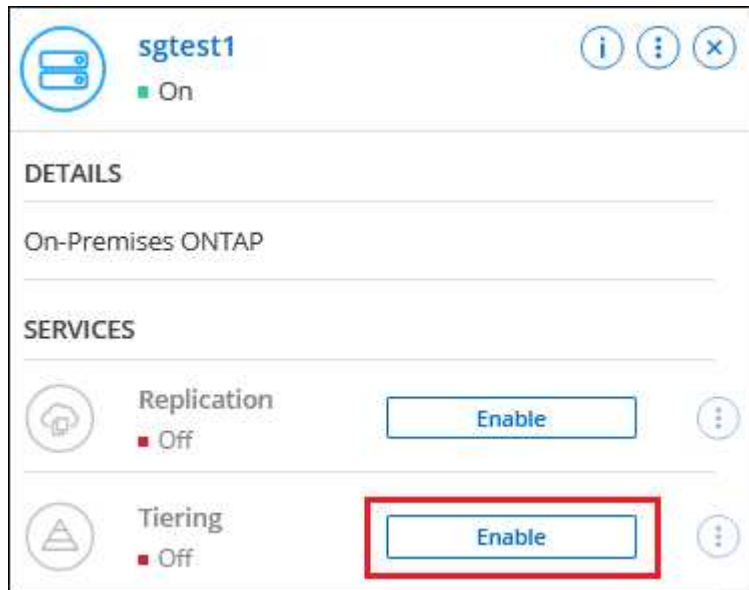 sgtest1
On
DETAILS
On-Premises ONTAP
SERVICES
Replication
Off
Enable
Tiering
Off
Enable